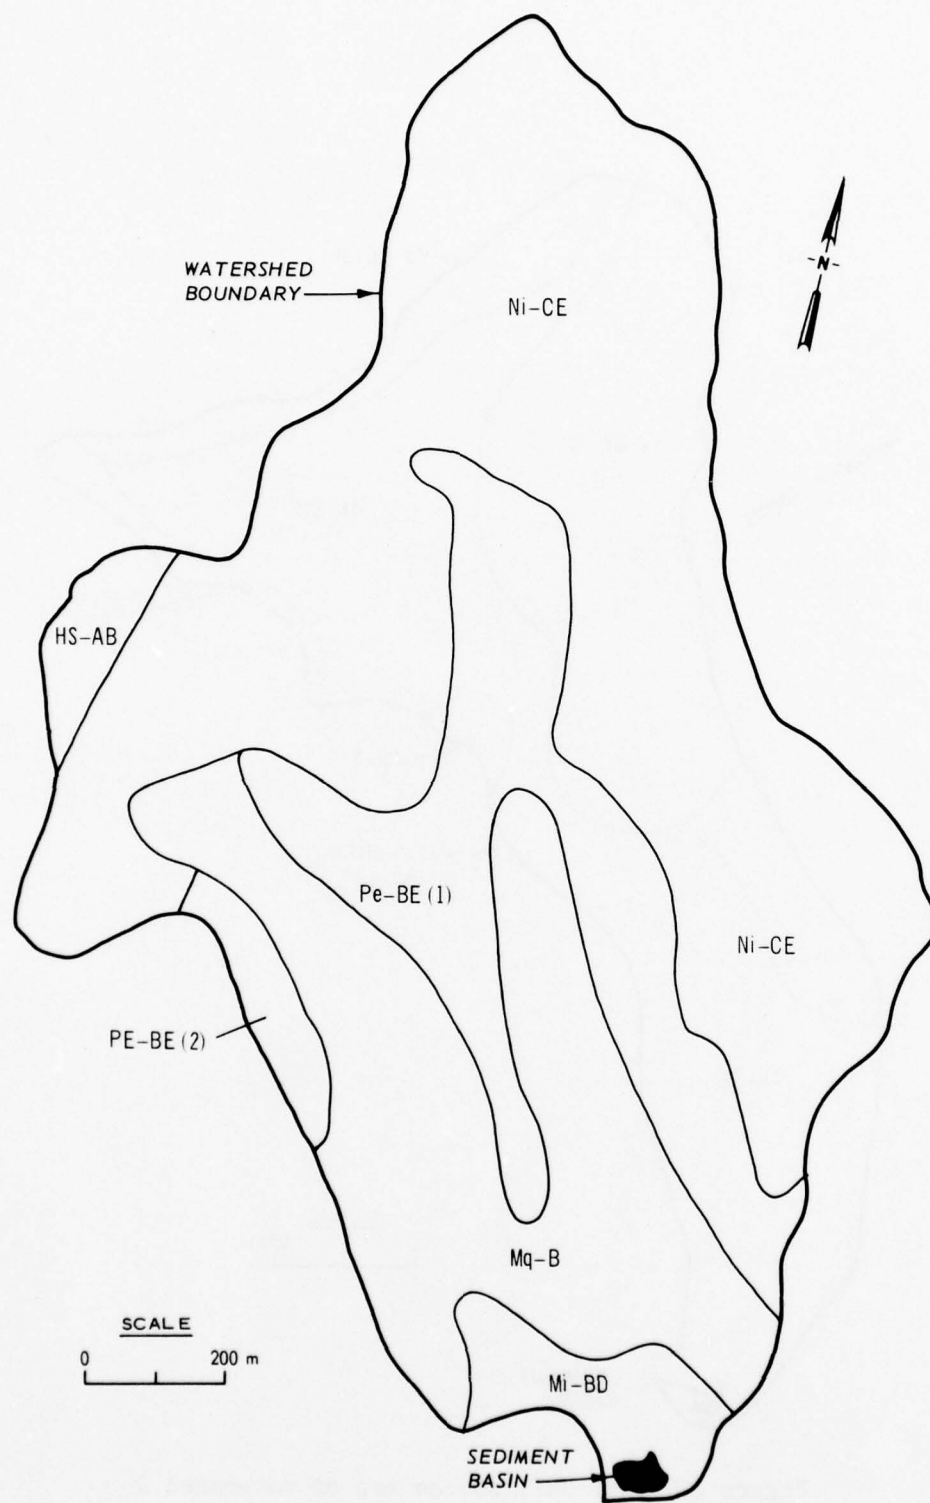 WATERSHED
BOUNDARY
Ni-CE
N
HS-AB
Pe-BE (1)
Ni-CE
PE-BE (2)
Mq-B
SCALE
0 200 m
Mi-BD
SEDIMENT
BASIN